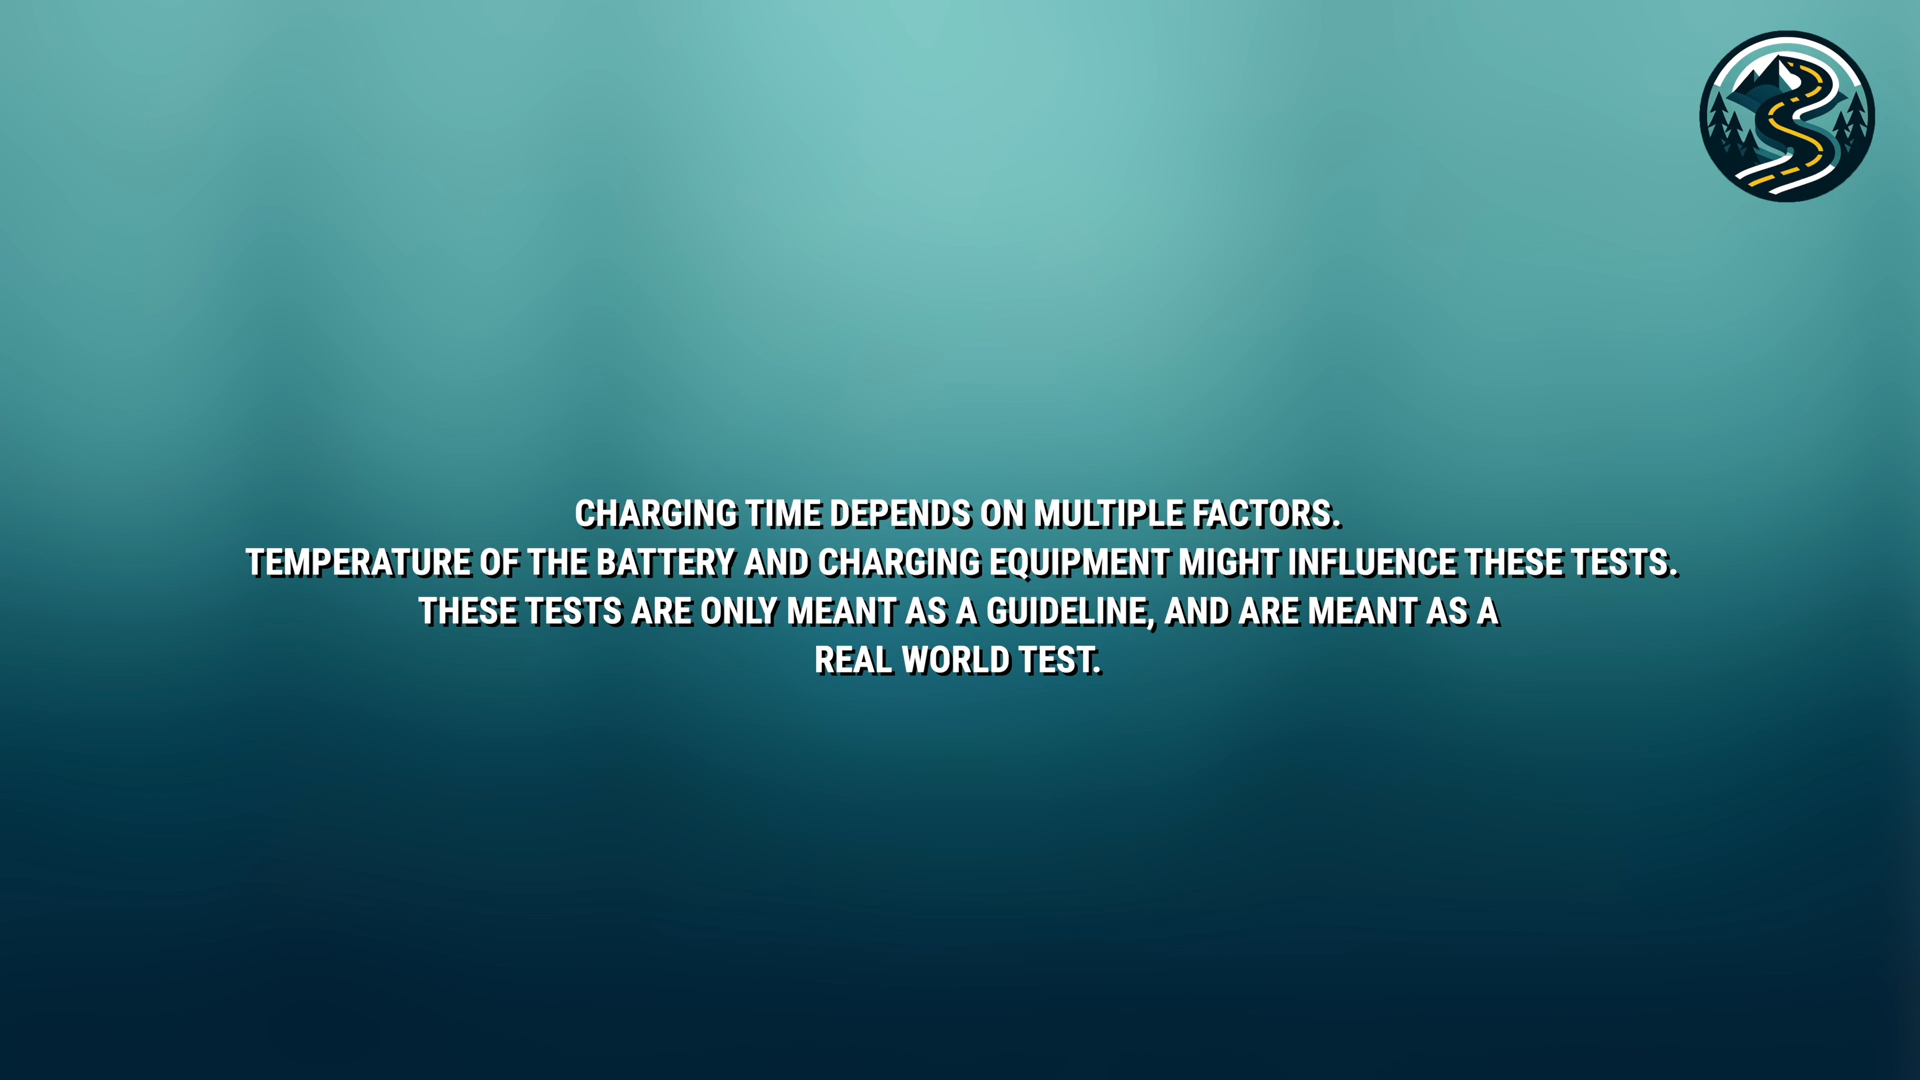 CHARGING TIME DEPENDS ON MULTIPLE FACTORS.
TEMPERATURE OF THE BATTERY AND CHARGING EQUIPMENT MIGHT INFLUENCE THESE TESTS.
THESE TESTS ARE ONLY MEANT AS A GUIDELINE, AND ARE MEANT AS A
REAL WORLD TEST.